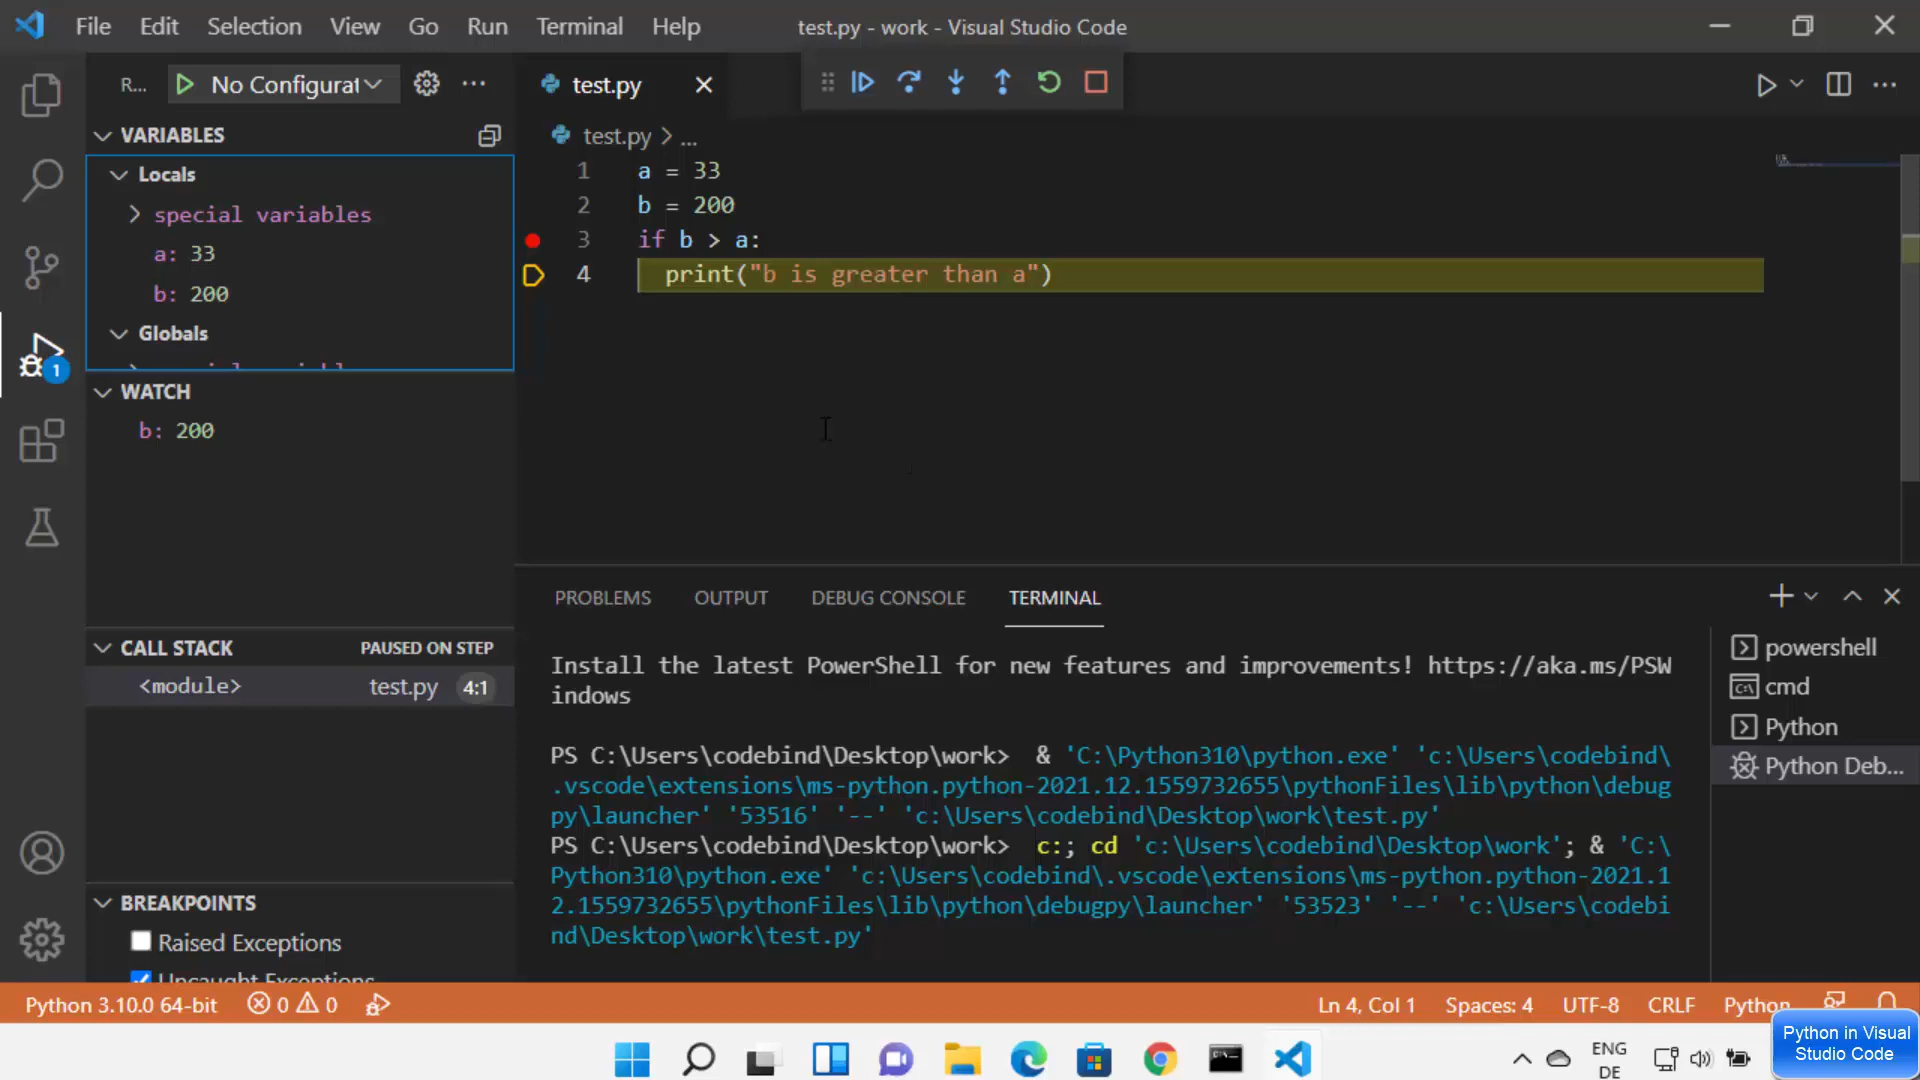 File Edit Selection View Go Run Terminal Help
test.py - work - Visual Studio Code
R... No Configurat
test.py
VARIABLES
Locals
special variables
a: 33
b: 200
Globals
WATCH
b: 200
CALL STACK PAUSED ON STEP
<module> test.py 4:1
BREAKPOINTS
Raised Exceptions
Uncaught Exceptions
test.py > ...
1 a = 33
2 b = 200
3 if b > a:
4 print("b is greater than a")
PROBLEMS OUTPUT DEBUG CONSOLE TERMINAL
Install the latest PowerShell for new features and improvements! https://aka.ms/PSW
indows
PS C:\Users\codebind\Desktop\work> & 'C:\Python310\python.exe' 'c:\Users\codebind\
.vscode\extensions\ms-python.python-2021.12.1559732655\pythonFiles\lib\python\debug
py\launcher' '53516' '--' 'c:\Users\codebind\Desktop\work\test.py'
PS C:\Users\codebind\Desktop\work> c:; cd 'c:\Users\codebind\Desktop\work'; & 'C:\
Python310\python.exe' 'c:\Users\codebind\.vscode\extensions\ms-python.python-2021.1
2.1559732655\pythonFiles\lib\python\debugpy\launcher' '53523' '--' 'c:\Users\codebi
nd\Desktop\work\test.py'
powershell
cmd
Python
Python Deb...
1
Python 3.10.0 64-bit 0 0
Ln 4, Col 1 Spaces: 4 UTF-8 CRLF Python
ENG
DE
Python in Visual
Studio Code